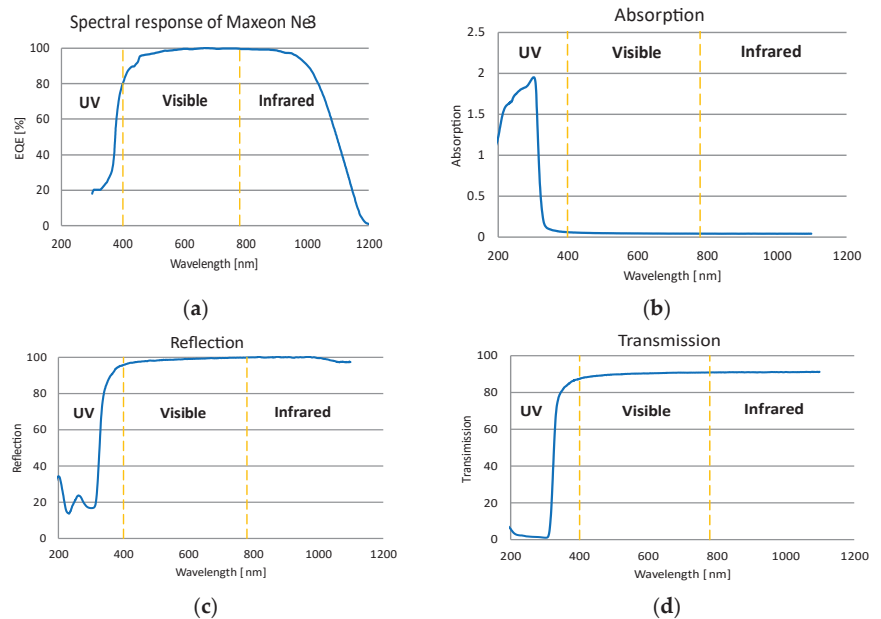 Spectral response of Maxeon Ne3
100
80
60
40
20
0
EQE [%]
UV
Visible
Infrared
200 400 600 800 1000 1200
Wavelength [nm]
(a)
Absorption
2.5
2
1.5
1
0.5
0
Absorption
UV
Visible
Infrared
200 400 600 800 1000 1200
Wavelength [ nm]
(b)
Reflection
100
80
60
40
20
0
Reflection
UV
Visible
Infrared
200 400 600 800 1000 1200
Wavelength [ nm]
(c)
Transmission
100
80
60
40
20
0
Transimission
UV
Visible
Infrared
200 400 600 800 1000 1200
Wavelength [ nm]
(d)